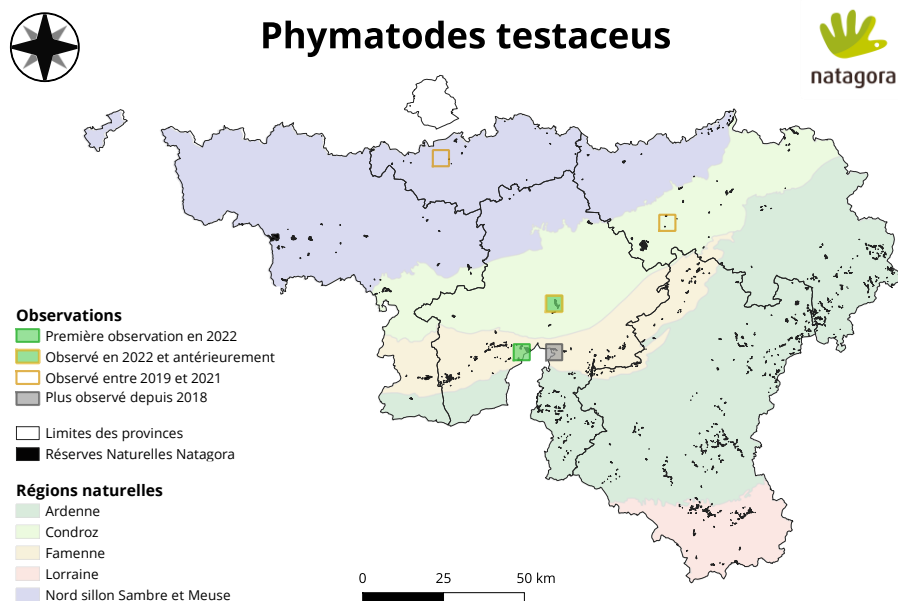 Phymatodes testaceus
natagora
Observations
Première observation en 2022
Observé en 2022 et antérieurement
Observé entre 2019 et 2021
Plus observé depuis 2018
Limites des provinces
Réserves Naturelles Natagora
Régions naturelles
Ardenne
Condroz
Famenne
Lorraine
Nord sillon Sambre et Meuse
0 25 50 km